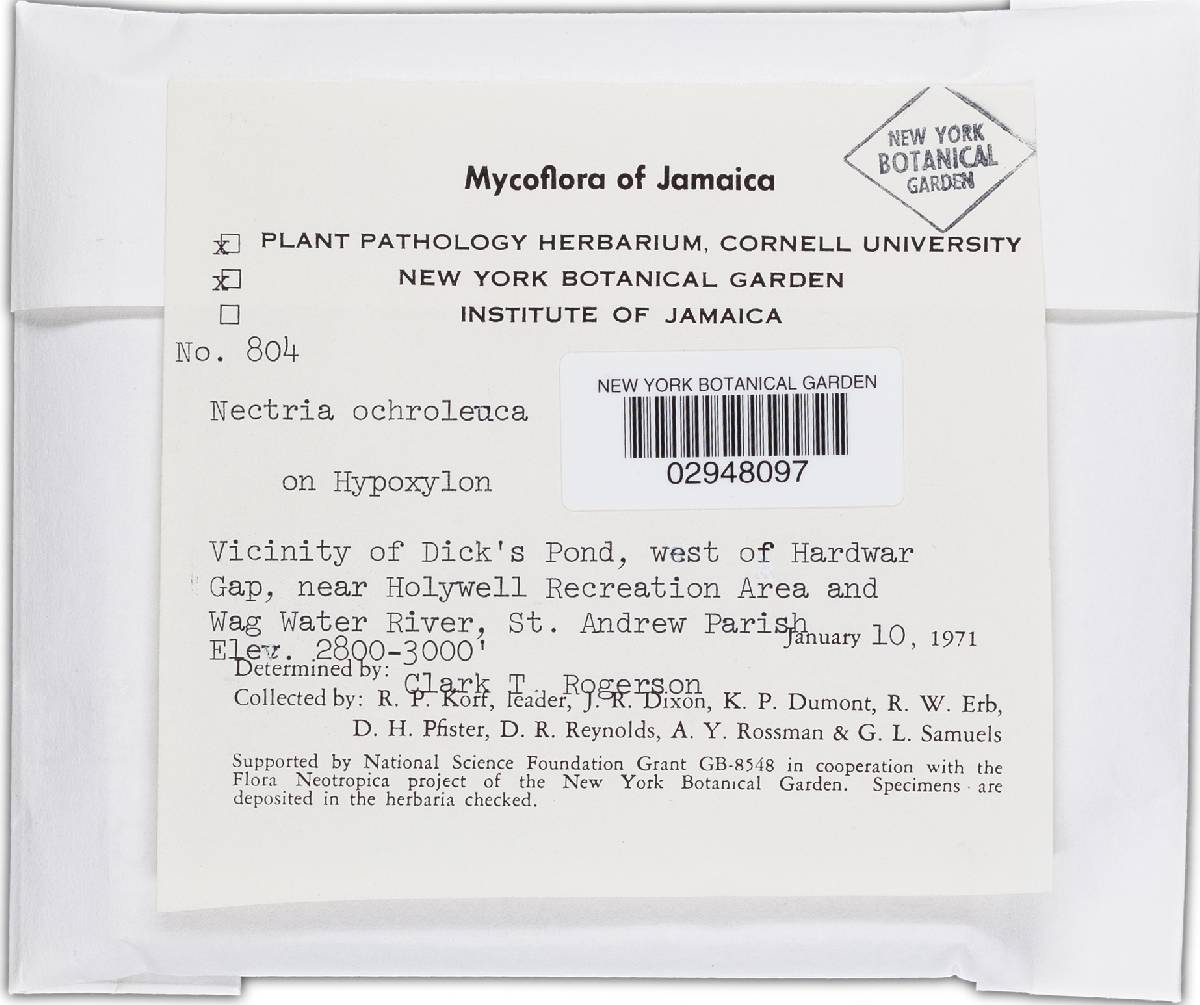 NEW YORK
BOTANICAL
GARDEN
Mycoflora of Jamaica
x PLANT PATHOLOGY HERBARIUM, CORNELL UNIVERSITY
x NEW YORK BOTANICAL GARDEN
INSTITUTE OF JAMAICA
No. 804
NEW YORK BOTANICAL GARDEN
02948097
Nectria ochroleuca
on Hypoxylon
Vicinity of Dick's Pond, west of Hardwar
Gap, near Holywell Recreation Area and
Wag Water River, St. Andrew Parish
January 10, 1971
Elev. 2800-3000'
Determined by: Clark T. Rogerson
Collected by: R. P. Korf, leader, J. R. Dixon, K. P. Dumont, R. W. Erb,
D. H. Pfister, D. R. Reynolds, A. Y. Rossman & G. L. Samuels
Supported by National Science Foundation Grant GB-8548 in cooperation with the
Flora Neotropica project of the New York Botanical Garden. Specimens are
deposited in the herbaria checked.